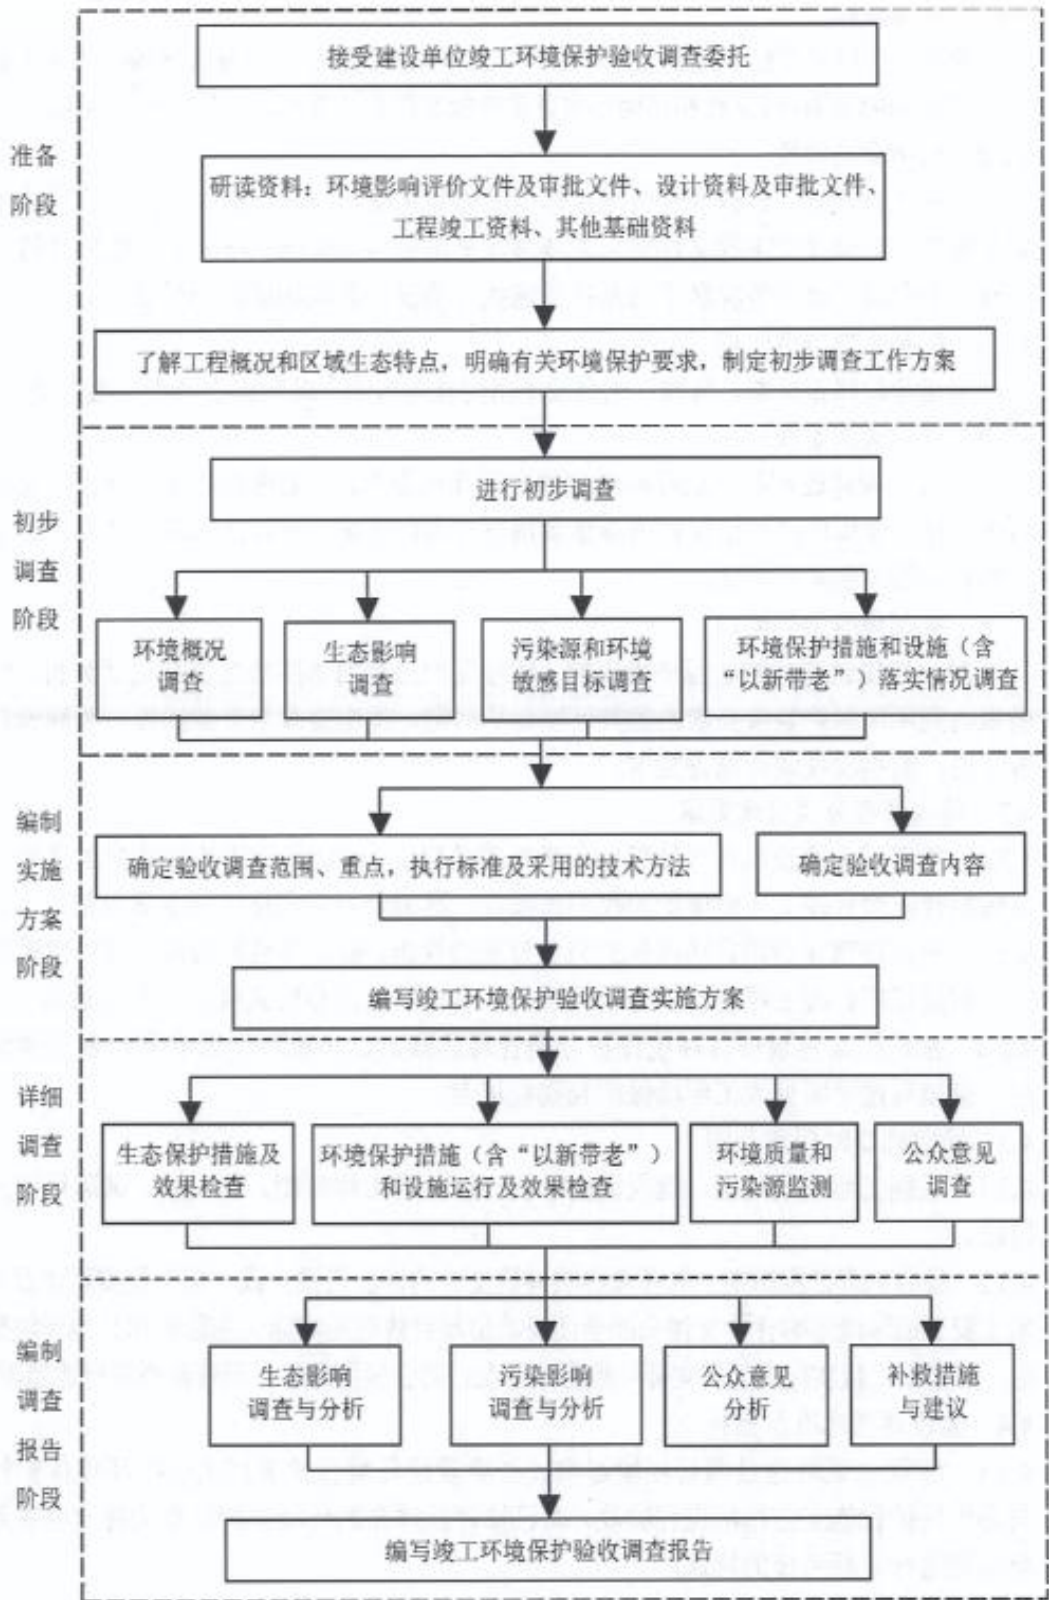 接受建设单位竣工环境保护验收调查委托
准备
阶段
研读资料：环境影响评价文件及审批文件、设计资料及审批文件、
工程竣工资料、其他基础资料
了解工程概况和区域生态特点，明确有关环境保护要求，制定初步调查工作方案
进行初步调查
初步
调查
阶段
环境概况
调查
生态影响
调查
污染源和环境
敏感目标调查
环境保护措施和设施（含
“以新带老”）落实情况调查
编制
实施
方案
阶段
确定验收调查范围、重点，执行标准及采用的技术方法
确定验收调查内容
编写竣工环境保护验收调查实施方案
详细
调查
阶段
生态保护措施及
效果检查
环境保护措施（含“以新带老”）
和设施运行及效果检查
环境质量和
污染源监测
公众意见
调查
编制
调查
报告
阶段
生态影响
调查与分析
污染影响
调查与分析
公众意见
分析
补救措施
与建议
编写竣工环境保护验收调查报告